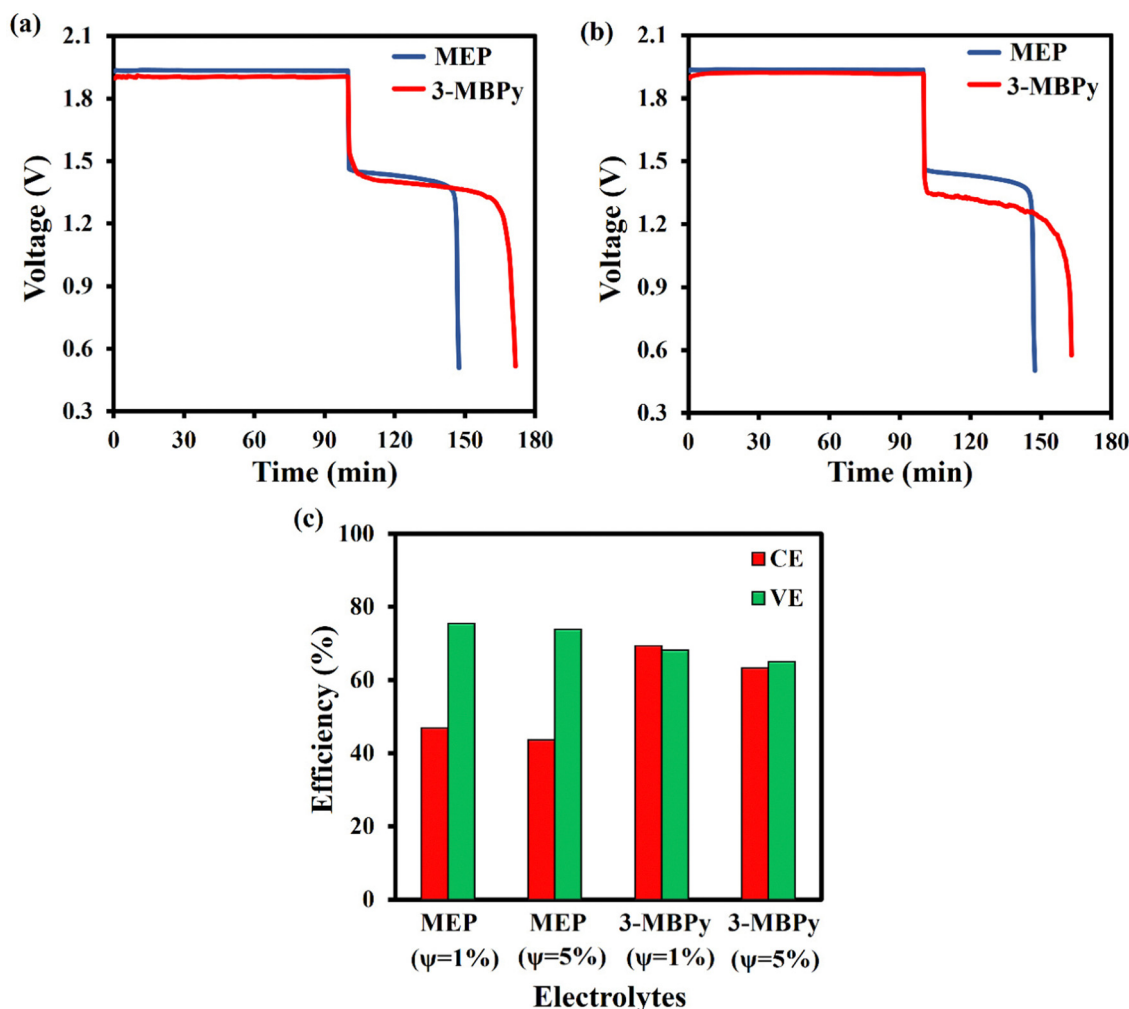 (a)
2.1
1.8
1.5
1.2
0.9
0.6
0.3
Voltage (V)
MEP
3-MBPy
0 30 60 90 120 150 180
Time (min)
(b)
2.1
1.8
1.5
1.2
0.9
0.6
0.3
Voltage (V)
MEP
3-MBPy
0 30 60 90 120 150 180
Time (min)
(c)
100
80
60
40
20
0
Efficiency (%)
CE
VE
MEP MEP 3-MBPy 3-MBPy
(ψ=1%) (ψ=5%) (ψ=1%) (ψ=5%)
Electrolytes